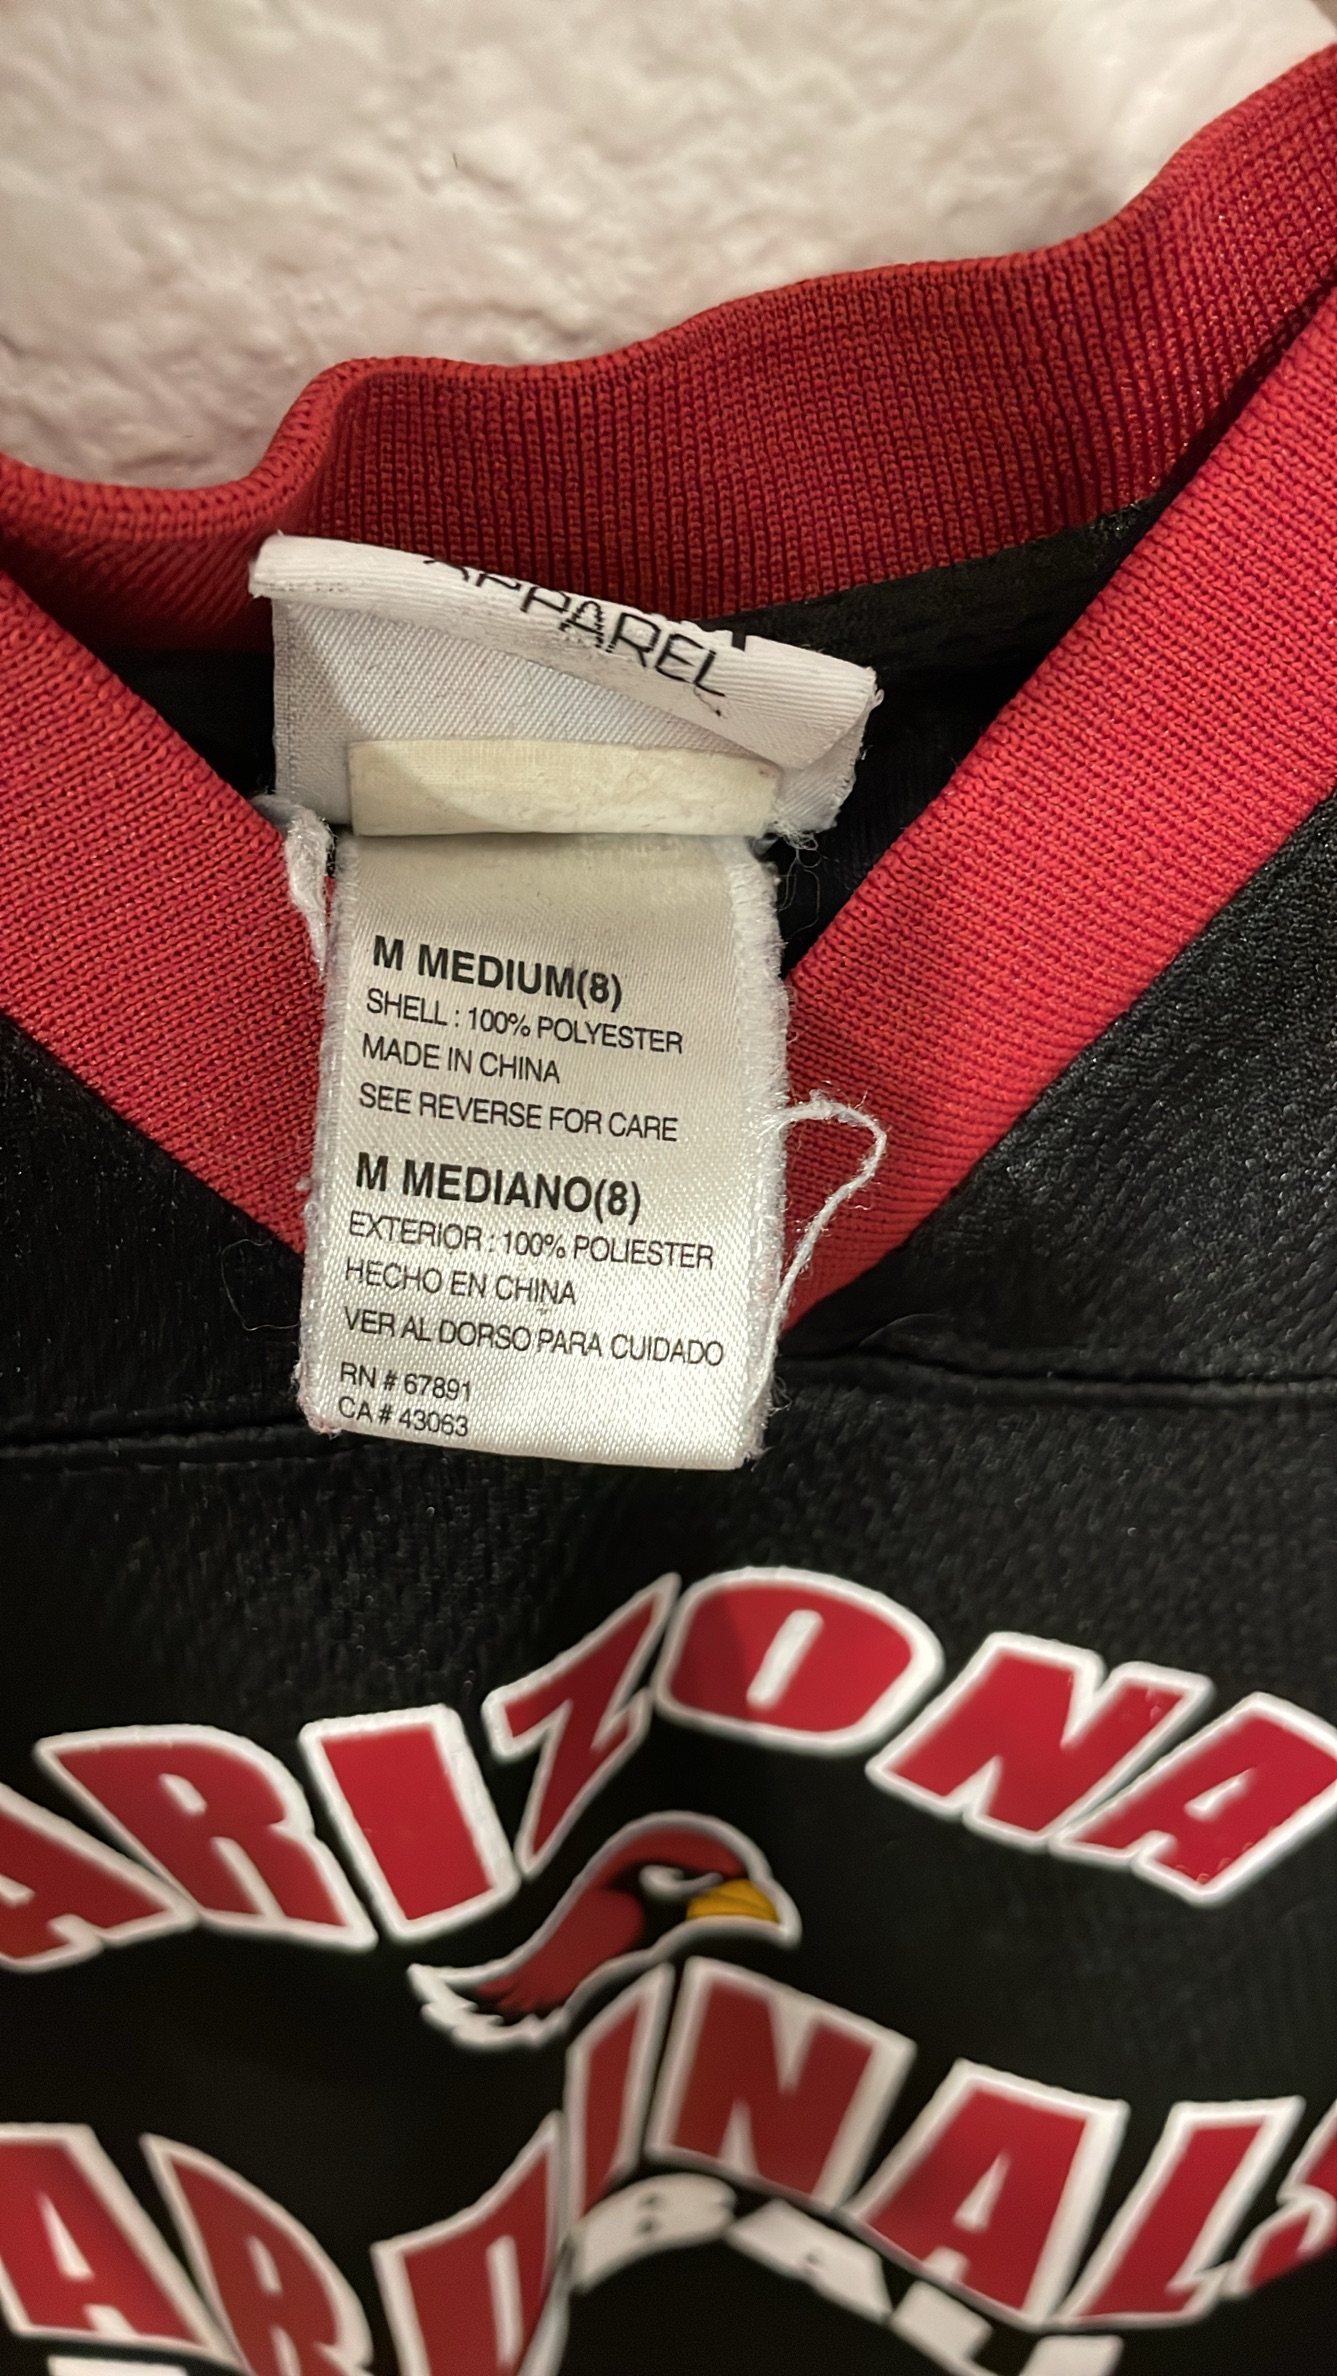 APPAREL
M MEDIUM(8)
SHELL : 100% POLYESTER
MADE IN CHINA
SEE REVERSE FOR CARE
M MEDIANO(8)
EXTERIOR : 100% POLIESTER
HECHO EN CHINA
VER AL DORSO PARA CUIDADO
RN # 67891
CA # 43063
ARIZONA
ARDINALS